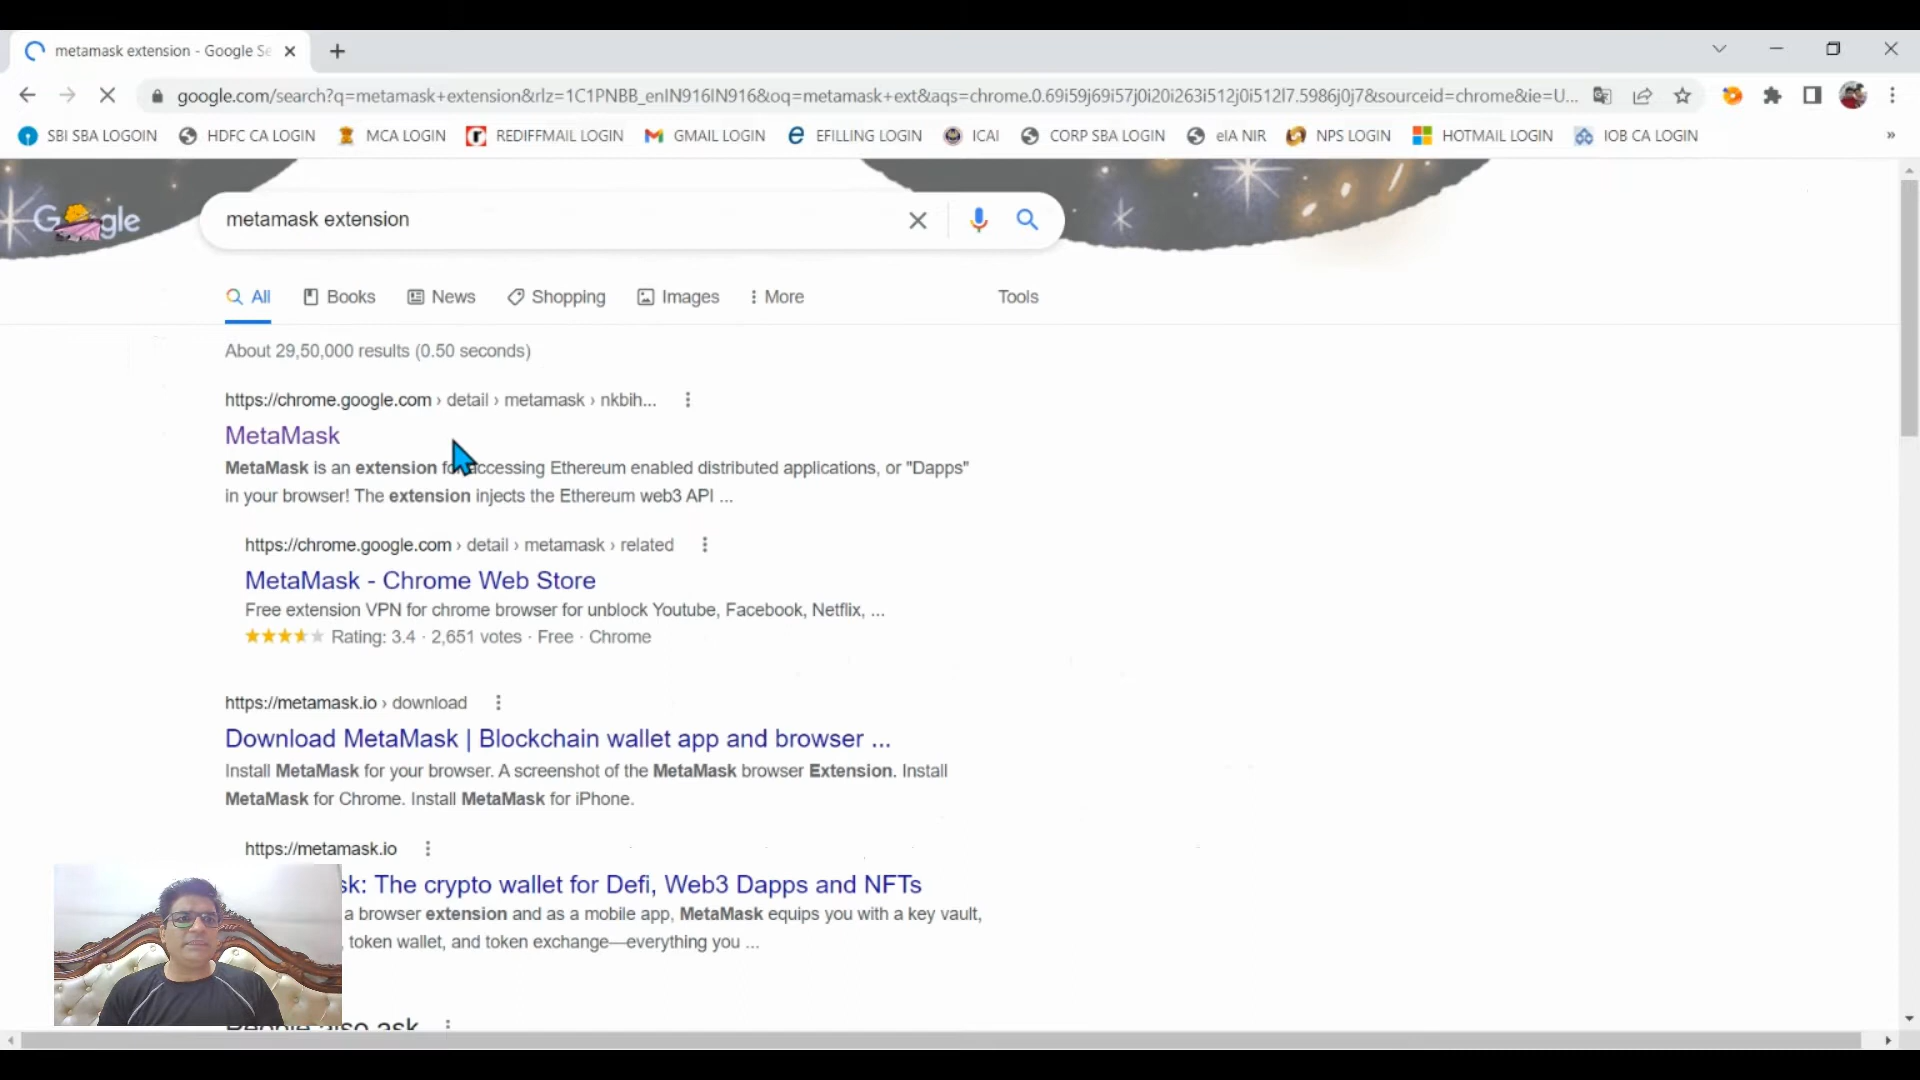 metamask extension - Google Se
google.com/search?q=metamask+extension&rlz=1C1PNBB_enIN916IN916&oq=metamask+ext&aqs=chrome.0.69i59j69i57j0i20i263i512j0i512l7.5986j0j7&sourceid=chrome&ie=U...
SBI SBA LOGOIN HDFC CA LOGIN MCA LOGIN REDIFFMAIL LOGIN GMAIL LOGIN EFILLING LOGIN ICAI CORP SBA LOGIN eIA NIR NPS LOGIN HOTMAIL LOGIN IOB CA LOGIN »
Google
metamask extension
All Books News Shopping Images More Tools
About 29,50,000 results (0.50 seconds)
https://chrome.google.com › detail › metamask › nkbih...
MetaMask
MetaMask is an extension for accessing Ethereum enabled distributed applications, or "Dapps"
in your browser! The extension injects the Ethereum web3 API ...
https://chrome.google.com › detail › metamask › related
MetaMask - Chrome Web Store
Free extension VPN for chrome browser for unblock Youtube, Facebook, Netflix, ...
Rating: 3.4 · 2,651 votes · Free · Chrome
https://metamask.io › download
Download MetaMask | Blockchain wallet app and browser ...
Install MetaMask for your browser. A screenshot of the MetaMask browser Extension. Install
MetaMask for Chrome. Install MetaMask for iPhone.
https://metamask.io
sk: The crypto wallet for Defi, Web3 Dapps and NFTs
a browser extension and as a mobile app, MetaMask equips you with a key vault,
, token wallet, and token exchange—everything you ...
People also ask